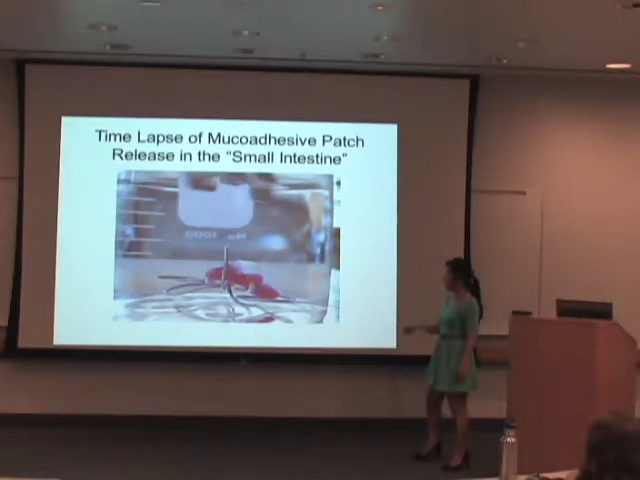 Time Lapse of Mucoadhesive Patch
Release in the “Small Intestine”